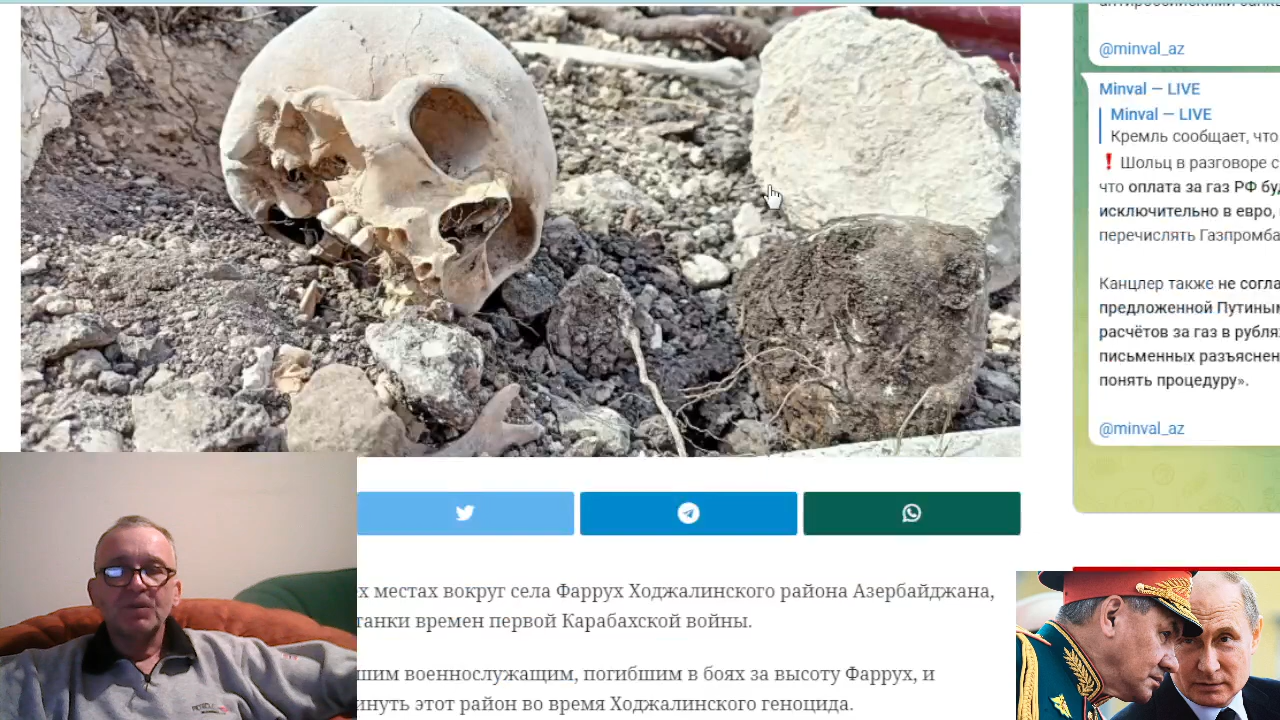 @minval_az
Minval — LIVE
Minval — LIVE
Кремль сообщает, что
❗ Шольц в разговоре с
что оплата за газ РФ бу
исключительно в евро,
перечислять Газпромба
Канцлер также не согла
предложенной Путины
расчётов за газ в рубля
письменных разъяснен
понять процедуру».
@minval_az
х местах вокруг села Фаррух Ходжалинского района Азербайджана,
танки времен первой Карабахской войны.
шим военнослужащим, погибшим в боях за высоту Фаррух, и
инуть этот район во время Ходжалинского геноцида.